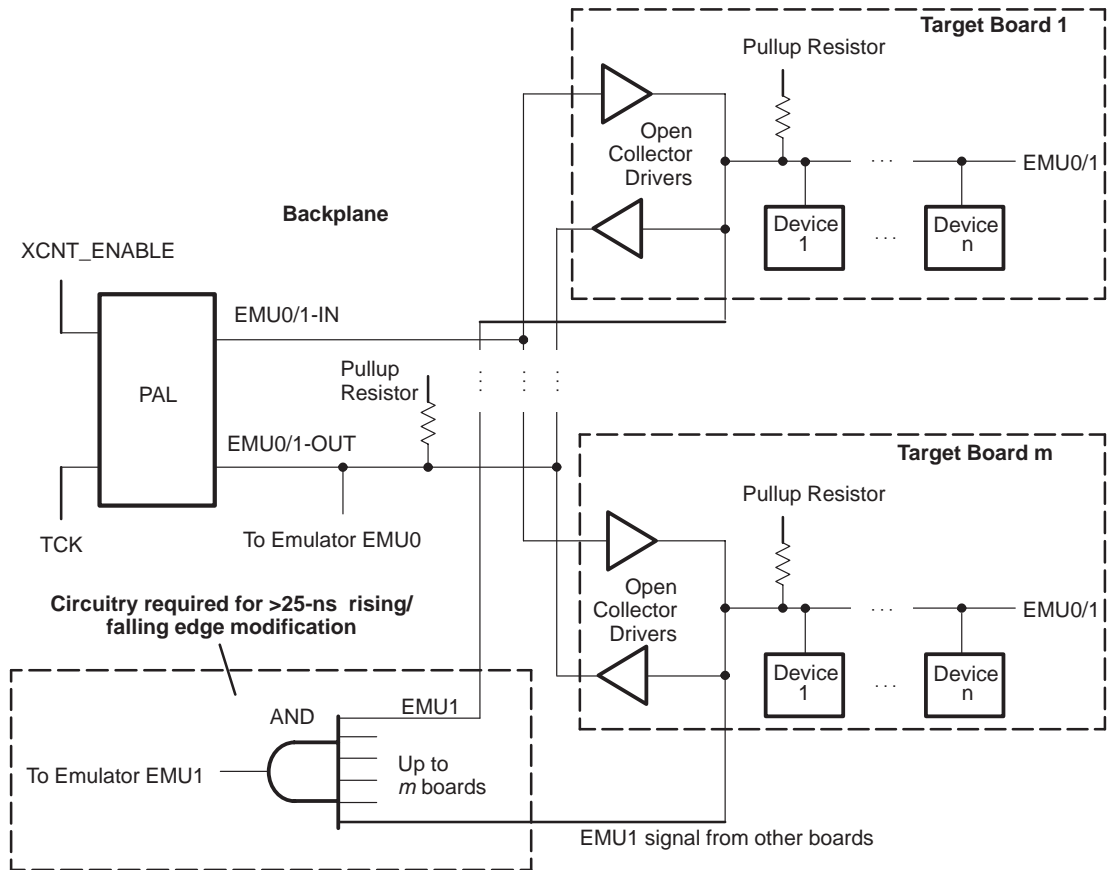 Target Board 1
Pullup Resistor
Open
Collector
Drivers
. . .
EMU0/1
Device
1
. . .
Device
n
Backplane
XCNT_ENABLE
EMU0/1-IN
PAL
Pullup
Resistor
EMU0/1-OUT
TCK
To Emulator EMU0
Target Board m
Pullup Resistor
Open
Collector
Drivers
. . .
EMU0/1
Device
1
. . .
Device
n
Circuitry required for >25-ns rising/
falling edge modification
AND
EMU1
To Emulator EMU1
Up to
m boards
EMU1 signal from other boards